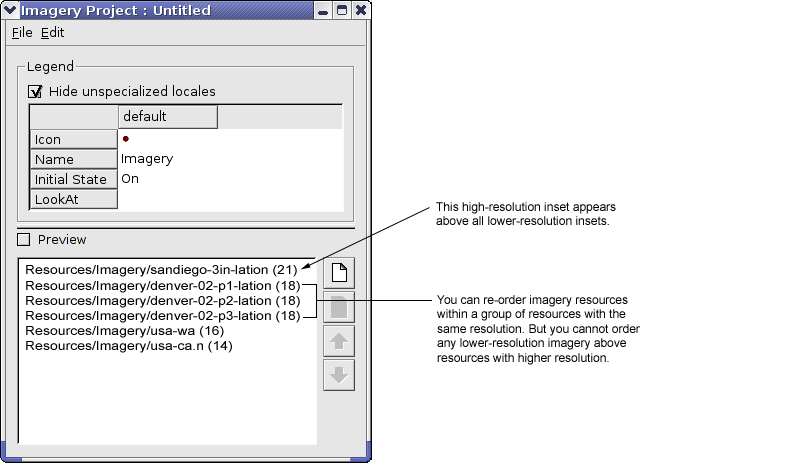 Imagery Project : Untitled
File Edit
Legend
Hide unspecialized locales
default
Icon
Name Imagery
Initial State On
LookAt
Preview
Resources/Imagery/sandiego-3in-lation (21)
Resources/Imagery/denver-02-p1-lation (18)
Resources/Imagery/denver-02-p2-lation (18)
Resources/Imagery/denver-02-p3-lation (18)
Resources/Imagery/usa-wa (16)
Resources/Imagery/usa-ca.n (14)
This high-resolution inset appears
above all lower-resolution insets.
You can re-order imagery resources
within a group of resources with the
same resolution. But you cannot order
any lower-resolution imagery above
resources with higher resolution.